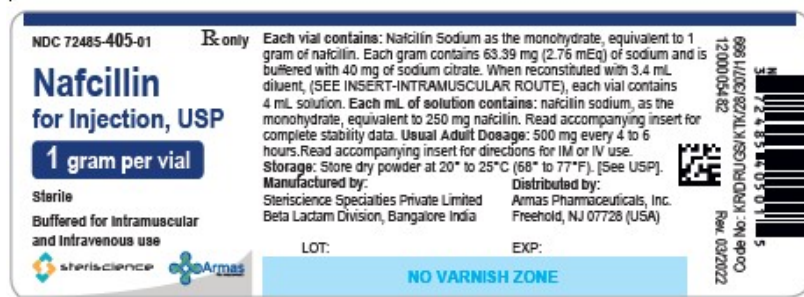 NDC 72485-405-01
Rx only
Nafcillin
for Injection, USP
1 gram per vial
Sterile
Buffered for Intramuscular
and Intravenous use
steriscience
Armas
Each vial contains: Nafcillin Sodium as the monohydrate, equivalent to 1
gram of nafcillin. Each gram contains 63.39 mg (2.76 mEq) of sodium and is
buffered with 40 mg of sodium citrate. When reconstituted with 3.4 mL
diluent, (SEE INSERT-INTRAMUSCULAR ROUTE), each vial contains
4 mL solution. Each mL of solution contains: nafcillin sodium, as the
monohydrate, equivalent to 250 mg nafcillin. Read accompanying insert for
complete stability data. Usual Adult Dosage: 500 mg every 4 to 6
hours.Read accompanying insert for directions for IM or IV use.
Storage: Store dry powder at 20° to 25°C (68° to 77°F). [See USP].
Manufactured by:
Steriscience Specialties Private Limited
Beta Lactam Division, Bangalore India
Distributed by:
Armas Pharmaceuticals, Inc.
Freehold, NJ 07728 (USA)
LOT:
EXP:
NO VARNISH ZONE
1200005482
Rev. 03/2022
Code No: KR/DRUGS/KTK/28/307/1999
N
3 72485 40501 5